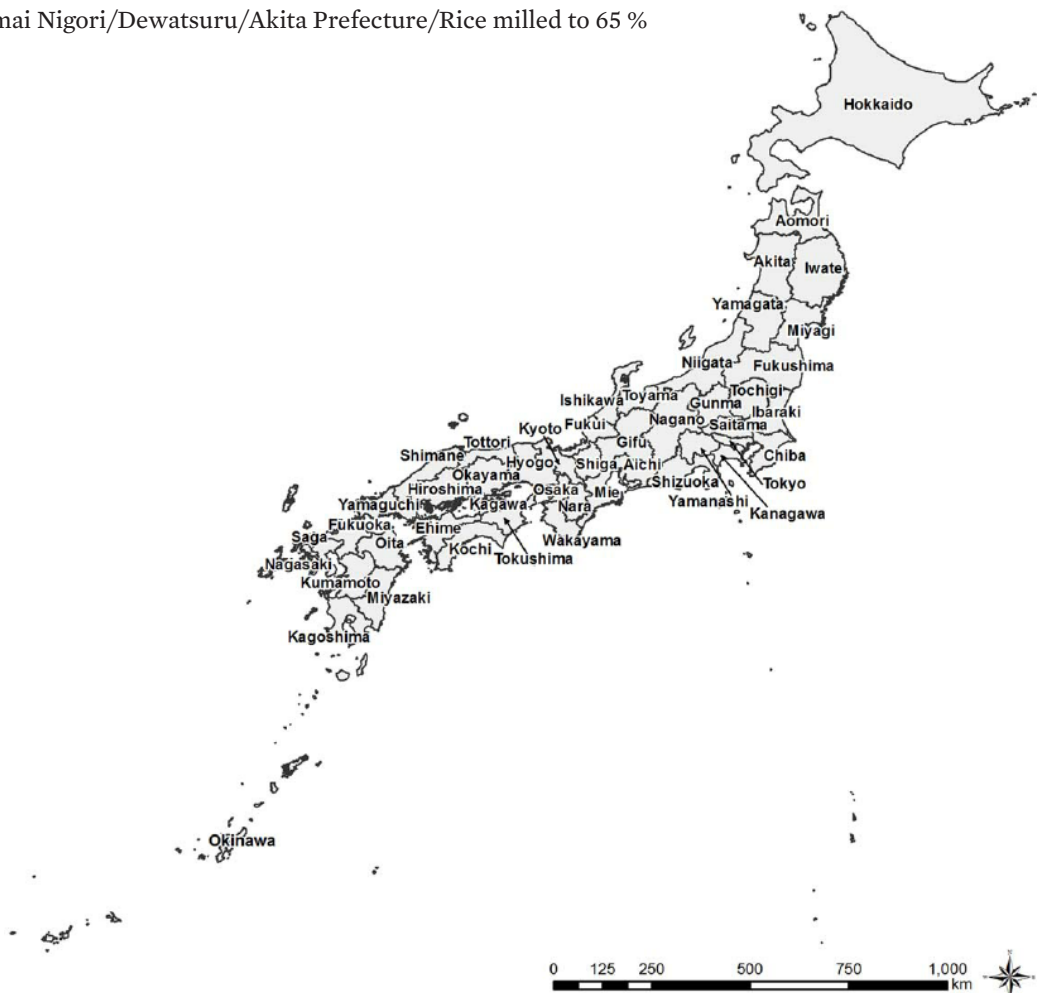 mai Nigori/Dewatsuru/Akita Prefecture/Rice milled to 65 %
Hokkaido
Aomori
Akita
Iwate
Yamagata
Miyagi
Niigata
Fukushima
Tochigi
Ishikawa
Toyama
Gunma
Ibaraki
Nagano
Saitama
Kyoto
Fukui
Tottori
Gifu
Shimane
Hyogo
Shiga
Aichi
Chiba
Okayama
Shizuoka
Tokyo
Hiroshima
Osaka
Mie
Yamanashi
Yamaguchi
Kagawa
Nara
Kanagawa
Fukuoka
Ehime
Saga
Oita
Wakayama
Kochi
Tokushima
Nagasaki
Kumamoto
Miyazaki
Kagoshima
Okinawa
0 125 250 500 750 1,000
km